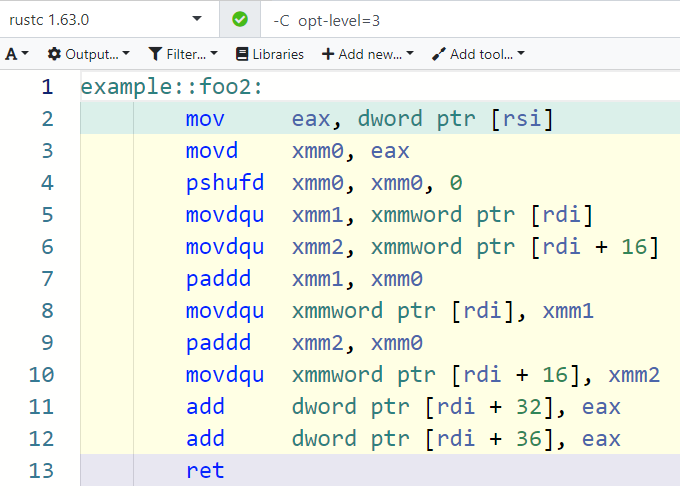 rustc 1.63.0 -C opt-level=3
A Output... Filter... Libraries + Add new... Add tool...
1 example::foo2:
2 mov eax, dword ptr [rsi]
3 movd xmm0, eax
4 pshufd xmm0, xmm0, 0
5 movdqu xmm1, xmmword ptr [rdi]
6 movdqu xmm2, xmmword ptr [rdi + 16]
7 paddd xmm1, xmm0
8 movdqu xmmword ptr [rdi], xmm1
9 paddd xmm2, xmm0
10 movdqu xmmword ptr [rdi + 16], xmm2
11 add dword ptr [rdi + 32], eax
12 add dword ptr [rdi + 36], eax
13 ret